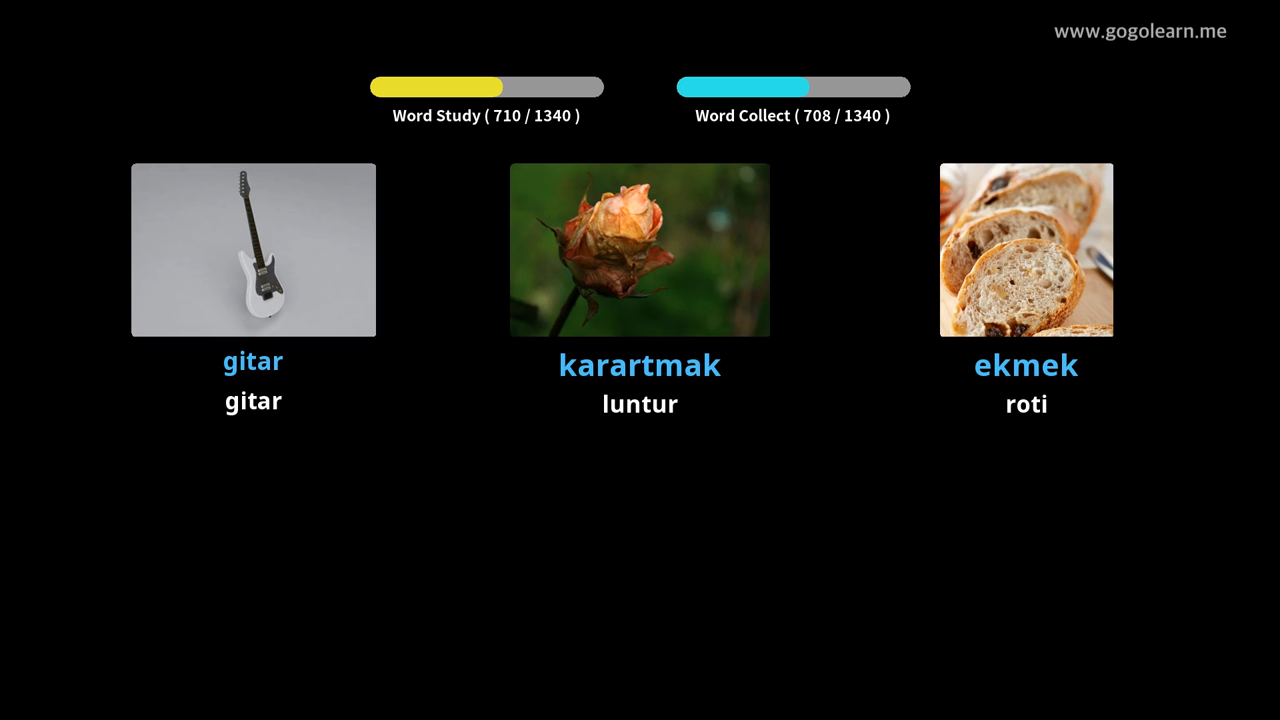 www.gogolearn.me
Word Study ( 710 / 1340 )
Word Collect ( 708 / 1340 )
gitar
gitar
karartmak
luntur
ekmek
roti